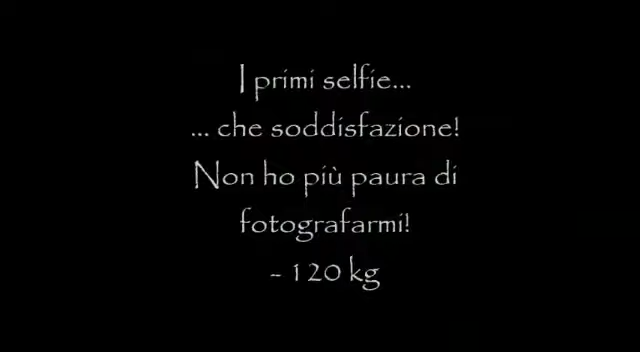 I primi selfie...
... che soddisfazione!
Non ho più paura di
fotografarmi!
- 120 kg